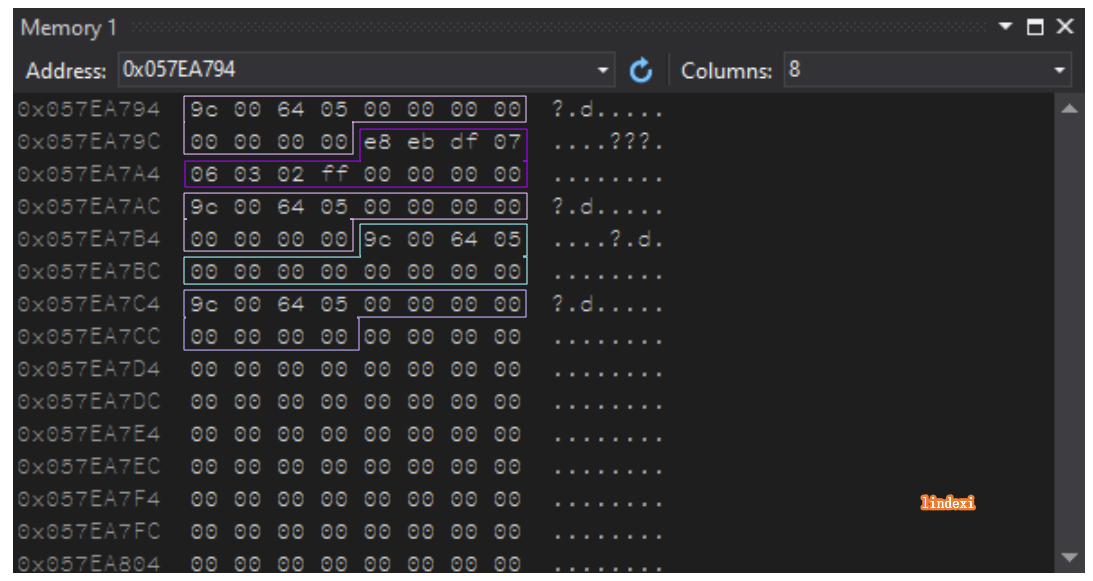 Memory 1
Address: 0x057EA794 Columns: 8
0x057EA794 9c 00 64 05 00 00 00 00 ?.d.....
0x057EA79C 00 00 00 00 e8 eb df 07 ....???.
0x057EA7A4 06 03 02 ff 00 00 00 00 ........
0x057EA7AC 9c 00 64 05 00 00 00 00 ?.d.....
0x057EA7B4 00 00 00 00 9c 00 64 05 ....?.d.
0x057EA7BC 00 00 00 00 00 00 00 00 ........
0x057EA7C4 9c 00 64 05 00 00 00 00 ?.d.....
0x057EA7CC 00 00 00 00 00 00 00 00 ........
0x057EA7D4 00 00 00 00 00 00 00 00 ........
0x057EA7DC 00 00 00 00 00 00 00 00 ........
0x057EA7E4 00 00 00 00 00 00 00 00 ........
0x057EA7EC 00 00 00 00 00 00 00 00 ........
0x057EA7F4 00 00 00 00 00 00 00 00 ........
lindexi
0x057EA7FC 00 00 00 00 00 00 00 00 ........
0x057EA804 00 00 00 00 00 00 00 00 ........